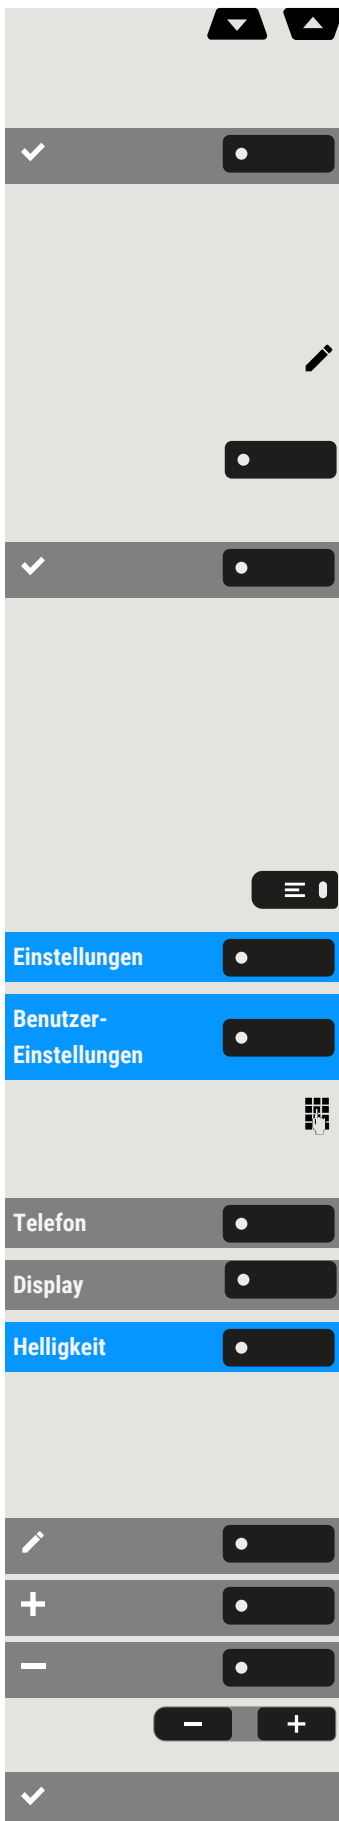 Einstellungen
Benutzer-
Einstellungen
Telefon
Display
Helligkeit